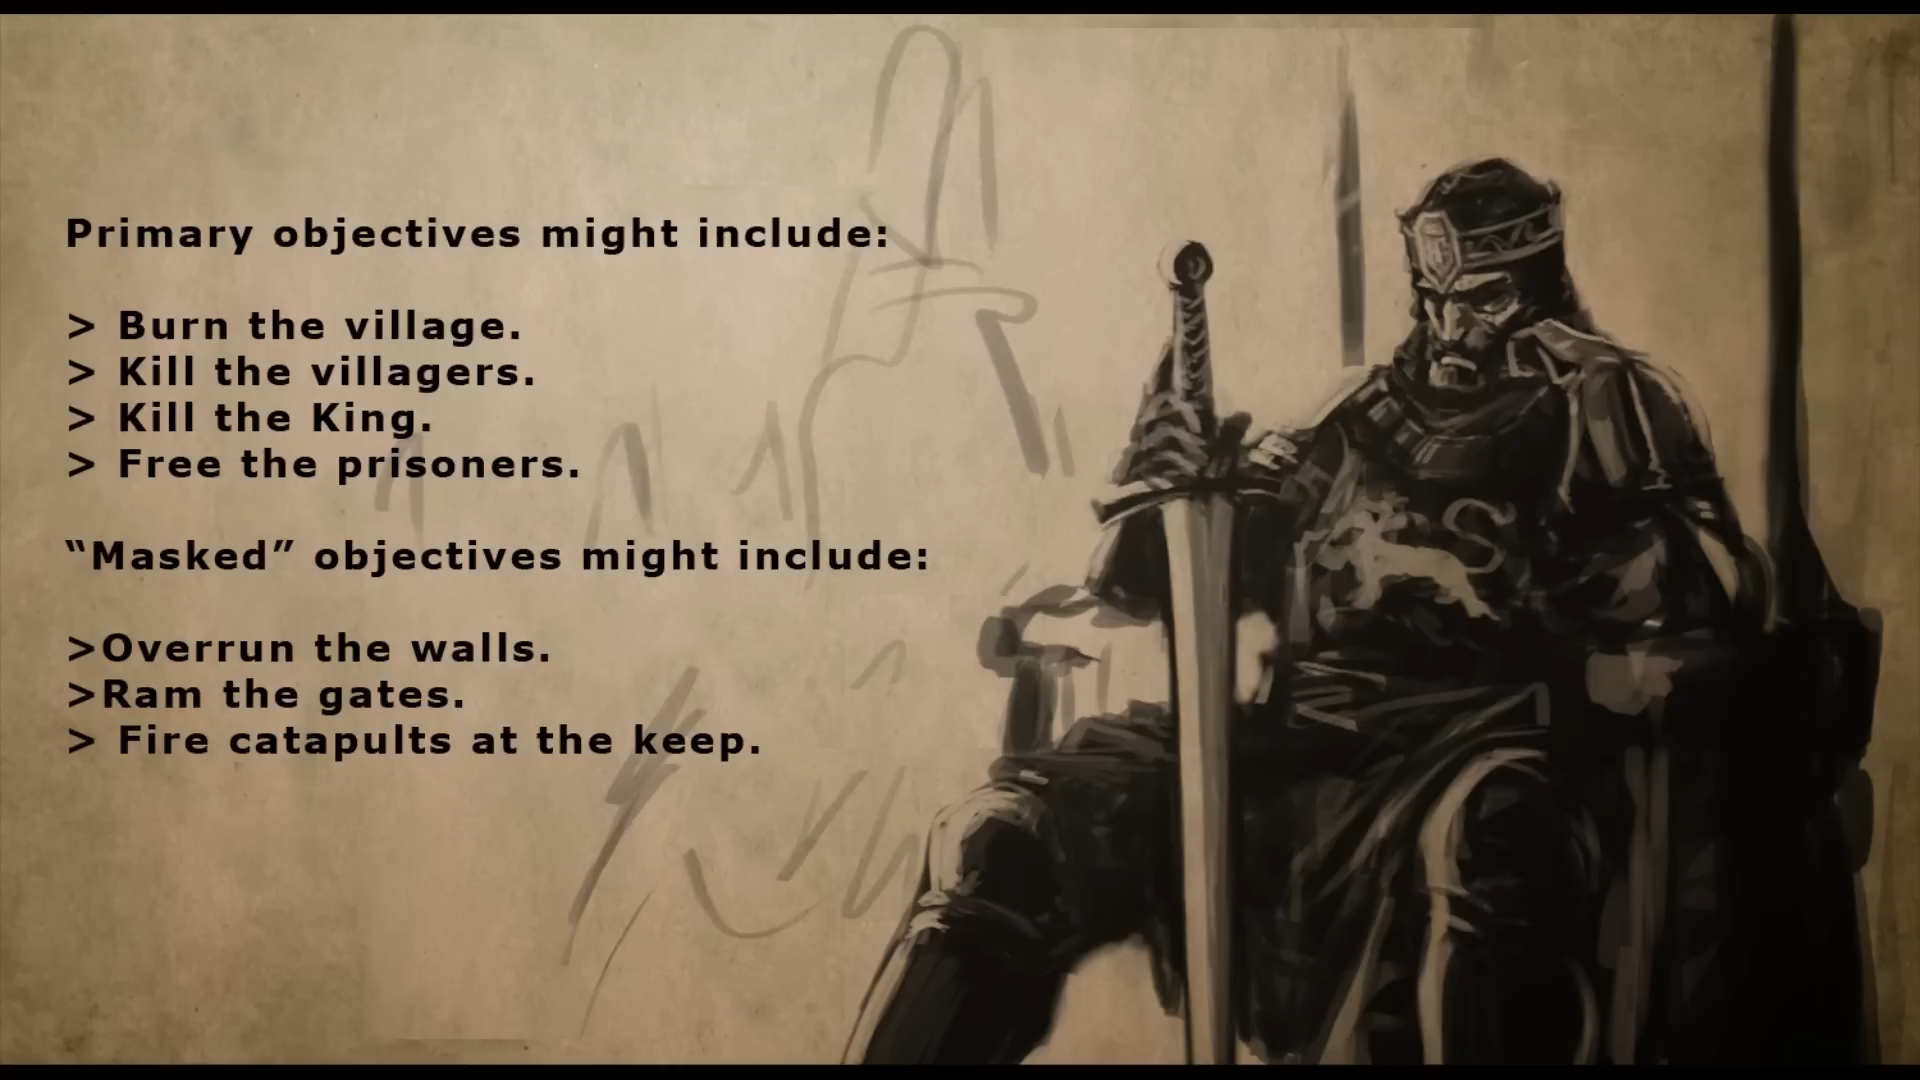 Primary objectives might include:
> Burn the village.
> Kill the villagers.
> Kill the King.
> Free the prisoners.
“Masked” objectives might include:
>Overrun the walls.
>Ram the gates.
> Fire catapults at the keep.